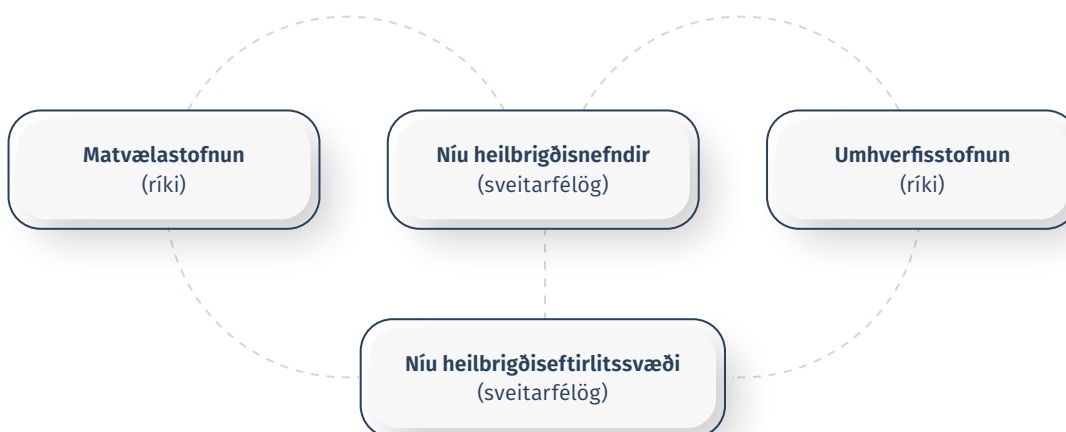 Matvælastofnun
(ríki)
Níu heilbrigðisnefndir
(sveitarfélög)
Umhverfisstofnun
(ríki)
Níu heilbrigðiseftirlitssvæði
(sveitarfélög)